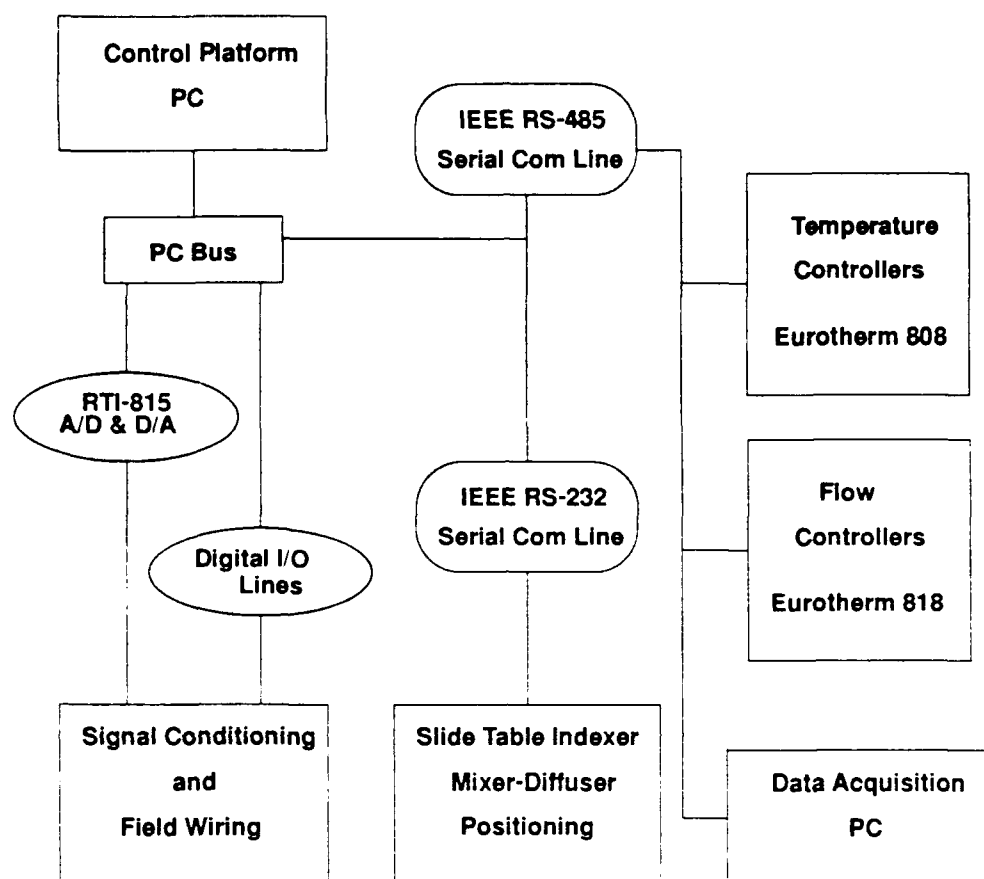 Control Platform
PC
IEEE RS-485
Serial Com Line
PC Bus
Temperature
Controllers
Eurotherm 808
RTI-815
A/D & D/A
IEEE RS-232
Serial Com Line
Flow
Controllers
Eurotherm 818
Digital I/O
Lines
Signal Conditioning
and
Field Wiring
Slide Table Indexer
Mixer-Diffuser
Positioning
Data Acquisition
PC